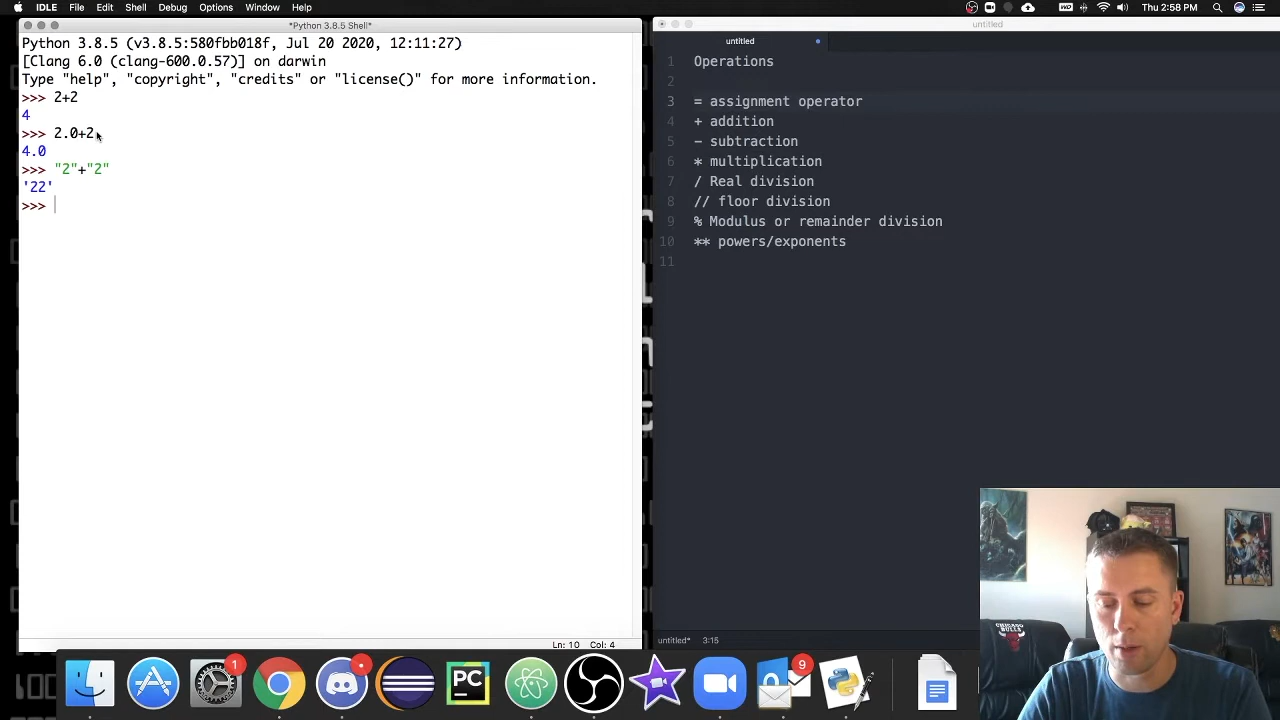 IDLE File Edit Shell Debug Options Window Help Thu 2:58 PM
*Python 3.8.5 Shell*
Python 3.8.5 (v3.8.5:580fbb018f, Jul 20 2020, 12:11:27)
[Clang 6.0 (clang-600.0.57)] on darwin
Type "help", "copyright", "credits" or "license()" for more information.
>>> 2+2
4
>>> 2.0+2
4.0
>>> "2"+"2"
'22'
>>>
Ln: 10 Col: 4
untitled
untitled
1 Operations
2
3 = assignment operator
4 + addition
5 - subtraction
6 * multiplication
7 / Real division
8 // floor division
9 % Modulus or remainder division
10 ** powers/exponents
11
untitled* 3:15
CHICAGO
BULLS
1
PC
9